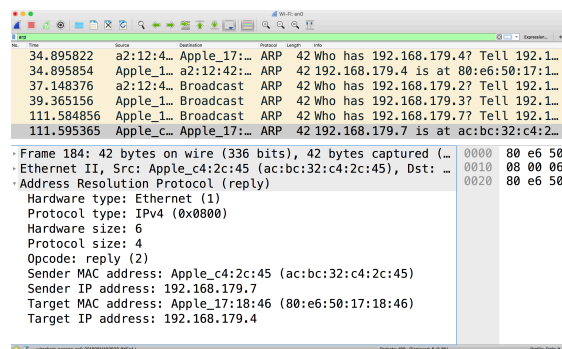 Wi-Fi: en0
arp
Expression...
No. Time Source Destination Protocol Length Info
34.895822 a2:12:4… Apple_17:… ARP 42 Who has 192.168.179.4? Tell 192.1…
34.895854 Apple_1… a2:12:42:… ARP 42 192.168.179.4 is at 80:e6:50:17:1…
37.148376 a2:12:4… Broadcast ARP 42 Who has 192.168.179.2? Tell 192.1…
39.365156 Apple_1… Broadcast ARP 42 Who has 192.168.179.3? Tell 192.1…
111.584856 Apple_1… Broadcast ARP 42 Who has 192.168.179.7? Tell 192.1…
111.595365 Apple_c… Apple_17:… ARP 42 192.168.179.7 is at ac:bc:32:c4:2…
Frame 184: 42 bytes on wire (336 bits), 42 bytes captured (…
Ethernet II, Src: Apple_c4:2c:45 (ac:bc:32:c4:2c:45), Dst: …
Address Resolution Protocol (reply)
Hardware type: Ethernet (1)
Protocol type: IPv4 (0x0800)
Hardware size: 6
Protocol size: 4
Opcode: reply (2)
Sender MAC address: Apple_c4:2c:45 (ac:bc:32:c4:2c:45)
Sender IP address: 192.168.179.7
Target MAC address: Apple_17:18:46 (80:e6:50:17:18:46)
Target IP address: 192.168.179.4
0000 80 e6 50
0010 08 00 06
0020 80 e6 50